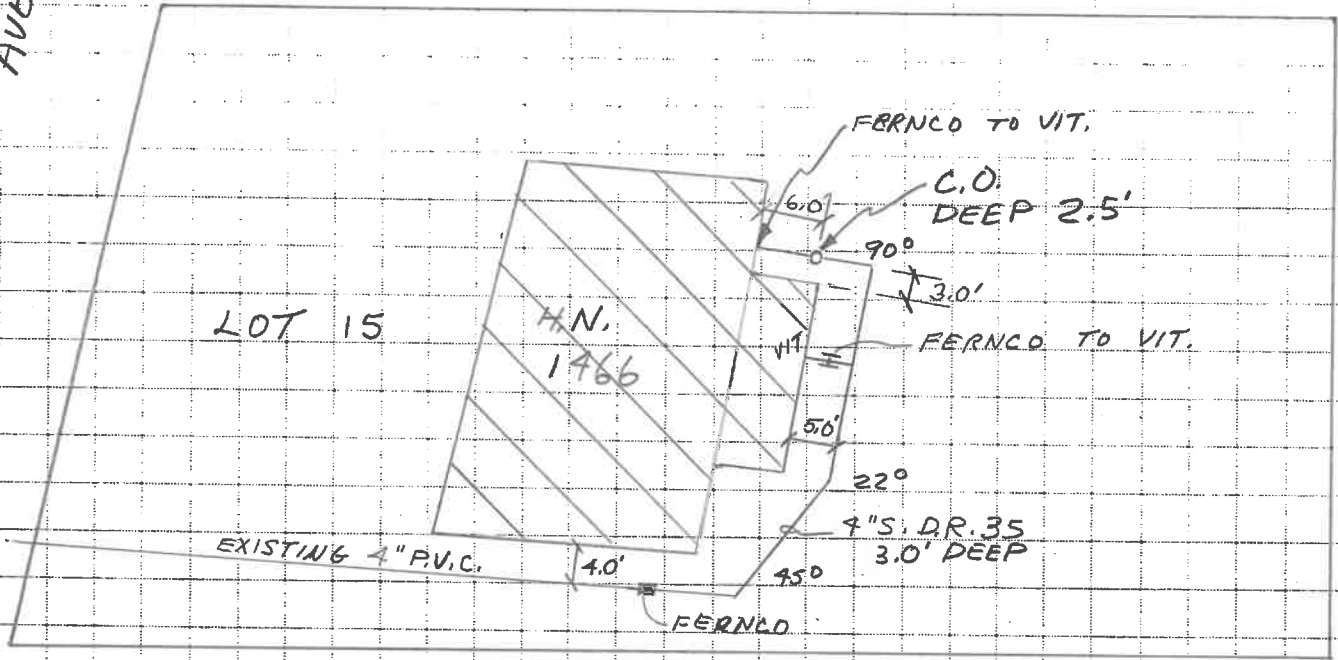 AVE
FERNCO TO VIT.
C.O.
DEEP 2.5'
6.0
90°
3.0'
LOT 15
H.N.
1466
VIT
FERNCO TO VIT.
5.0'
22°
4" S.D.R. 35
3.0' DEEP
EXISTING 4" P.V.C.
4.0'
45°
FERNCO